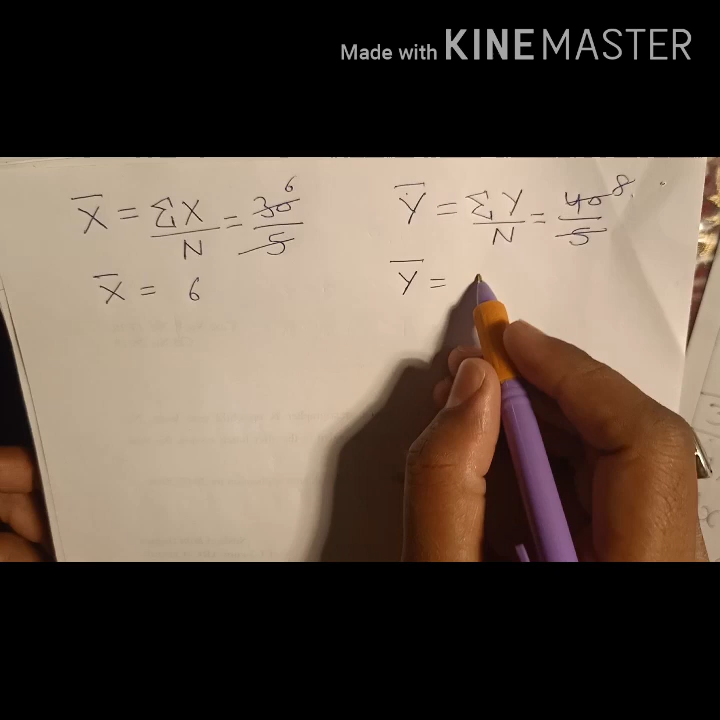 Made with KINEMASTER
X̄ = ΣX/N = 30/5 6
Ȳ = ΣY/N = 40/5 8
X̄ = 6
Ȳ =